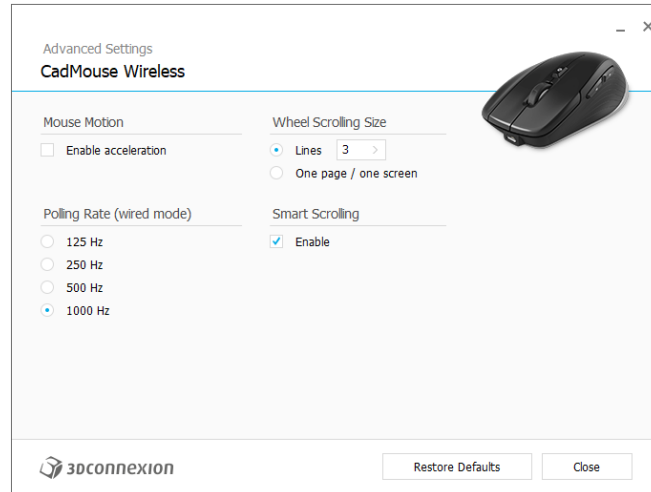 Advanced Settings
CadMouse Wireless
Mouse Motion
Enable acceleration
Wheel Scrolling Size
Lines 3
One page / one screen
Polling Rate (wired mode)
125 Hz
250 Hz
500 Hz
1000 Hz
Smart Scrolling
Enable
3Dconnexion
Restore Defaults
Close